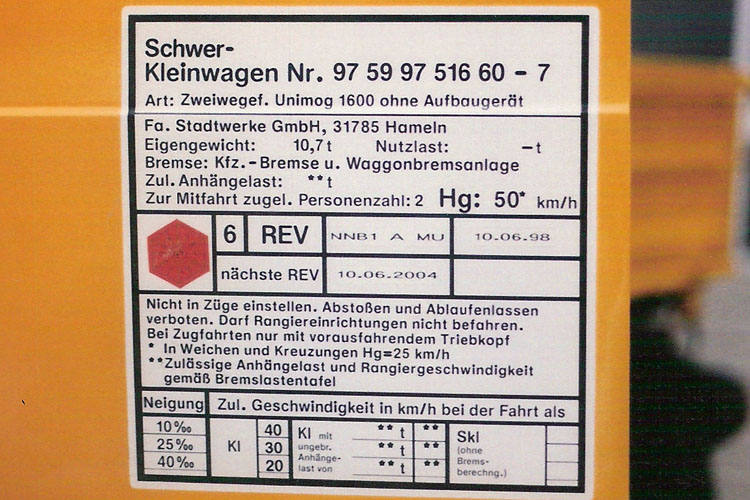 Schwer-
Kleinwagen Nr. 97 59 97 516 60 - 7
Art: Zweiwegef. Unimog 1600 ohne Aufbaugerät
Fa. Stadtwerke GmbH, 31785 Hameln
Eigengewicht: 10,7 t Nutzlast: - t
Bremse: Kfz.-Bremse u. Waggonbremsanlage
Zul. Anhängelast: ** t
Zur Mitfahrt zugel. Personenzahl: 2 Hg: 50* km/h
6 REV NNB1 A MU 10.06.98
nächste REV 10.06.2004
Nicht in Züge einstellen. Abstoßen und Ablaufenlassen
verboten. Darf Rangiereinrichtungen nicht befahren.
Bei Zugfahrten nur mit vorausfahrendem Triebkopf
* In Weichen und Kreuzungen Hg=25 km/h
** Zulässige Anhängelast und Rangiergeschwindigkeit
gemäß Bremslastentafel
Neigung Zul. Geschwindigkeit in km/h bei der Fahrt als
10 ‰ 40 ** t **
25 ‰ Kl 30 Kl mit ungebr. Anhänge-last von ** t ** Skl (ohne Brems-berechng.)
40 ‰ 20 ** t **